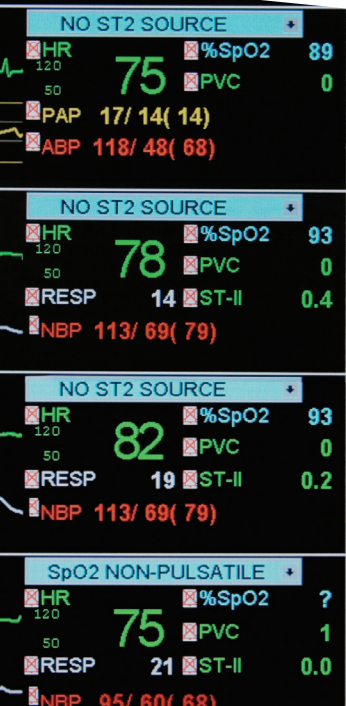 NO ST2 SOURCE
HR %SpO2 89
120
75
50 PVC 0
PAP 17/ 14( 14)
ABP 118/ 48( 68)
NO ST2 SOURCE
HR %SpO2 93
120
78
50 PVC 0
RESP 14 ST-II 0.4
NBP 113/ 69( 79)
NO ST2 SOURCE
HR %SpO2 93
120
82
50 PVC 0
RESP 19 ST-II 0.2
NBP 113/ 69( 79)
SpO2 NON-PULSATILE
HR %SpO2 ?
120
75
50 PVC 1
RESP 21 ST-II 0.0
NBP 95/ 60( 68)